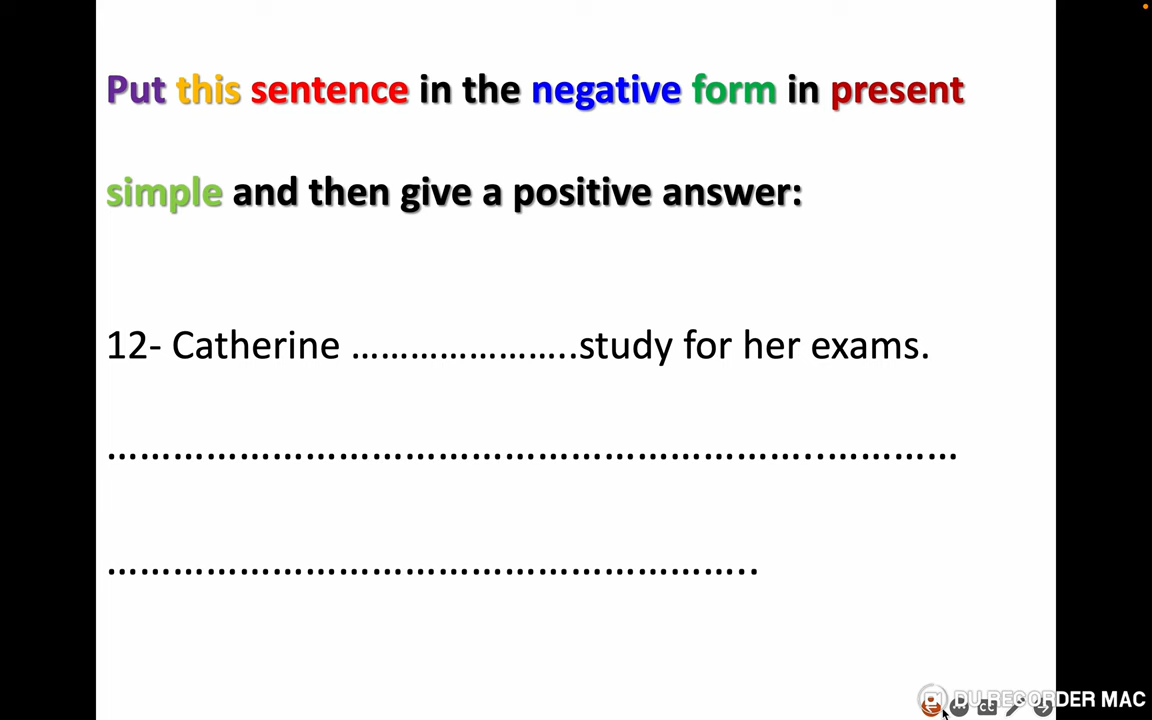 Put this sentence in the negative form in present
simple and then give a positive answer:
12- Catherine …………………..study for her exams.
………………………………………………………..…………
………………………………………………….. 
DU RECORDER MAC
CC